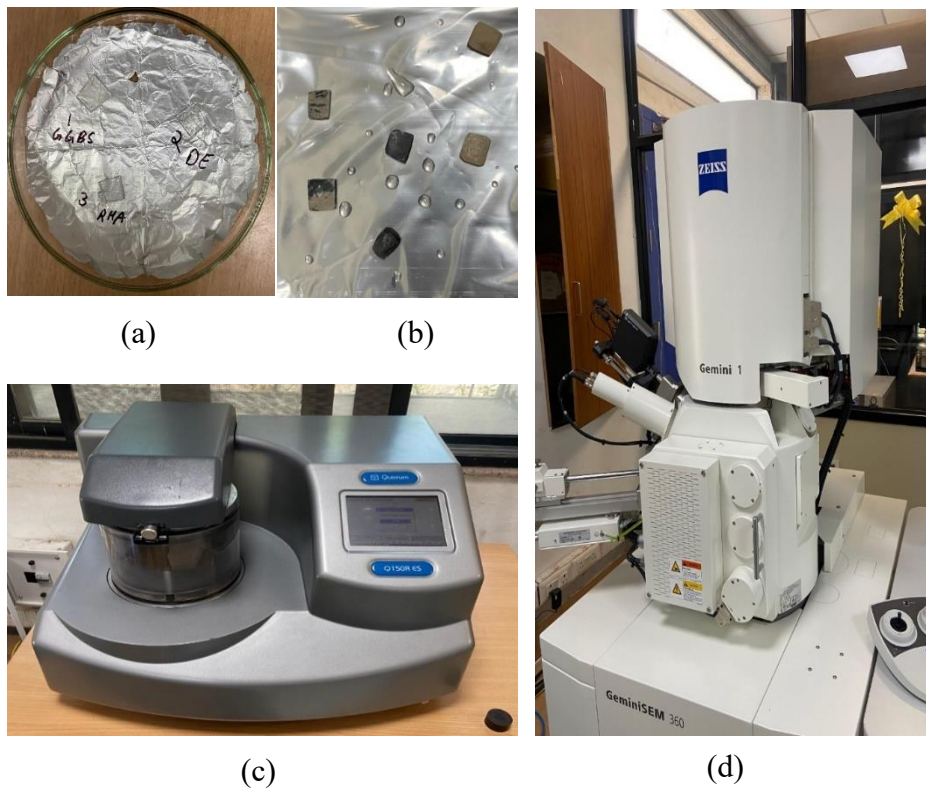 1
GGBS
2
DE
3
RHA
(a)
(b)
ZEISS
Gemini 1
Quorum
Q150R ES
GeminiSEM 360
(c)
(d)